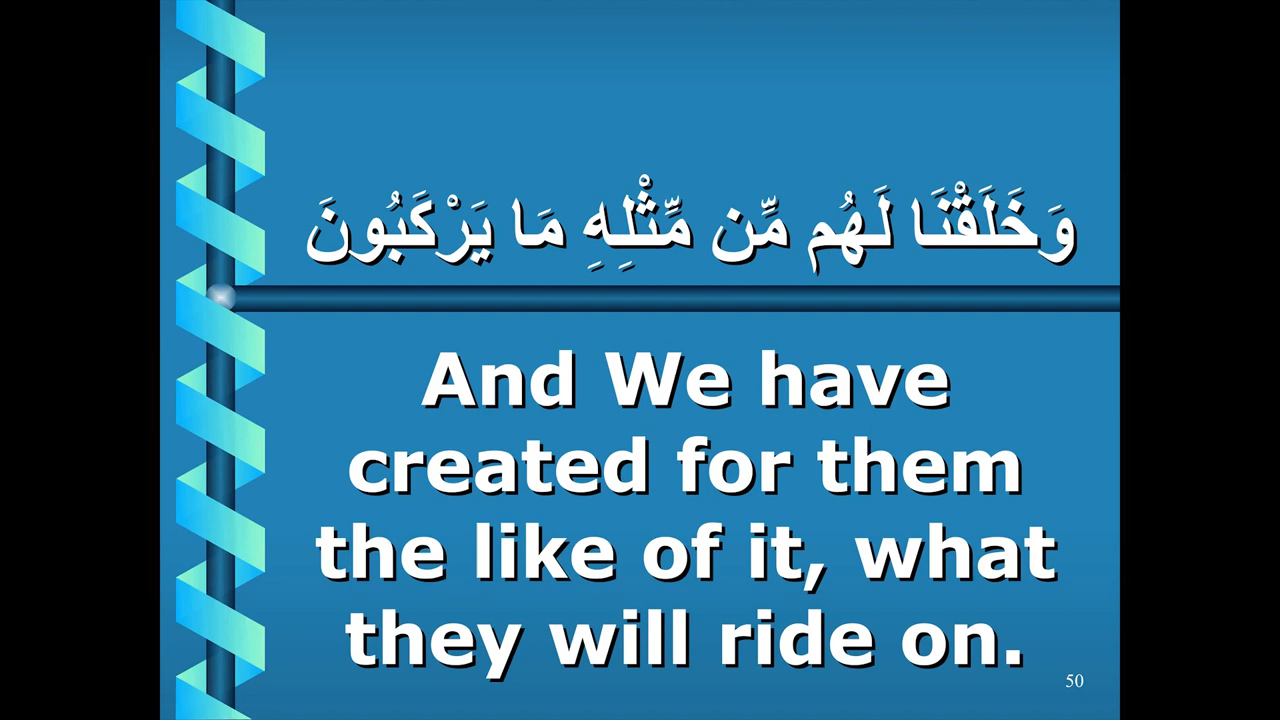 وَخَلَقْنَا لَهُم مِّن مِّثْلِهِ مَا يَرْكَبُونَ
And We have
created for them
the like of it, what
they will ride on.
50